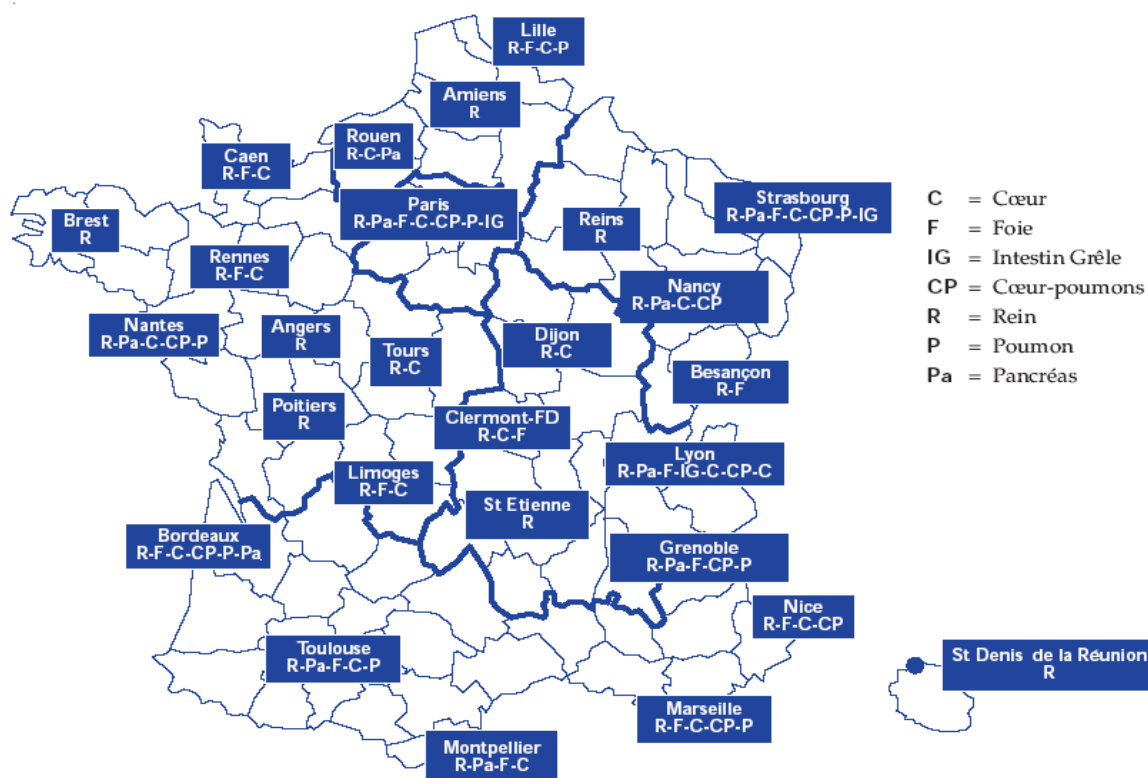 Lille
R-F-C-P
Amiens
R
Rouen
R-C-Pa
Caen
R-F-C
Paris
R-Pa-F-C-CP-P-IG
Strasbourg
R-Pa-F-C-CP-P-IG
Brest
R
Reins
R
Rennes
R-F-C
Nancy
R-Pa-C-CP
Nantes
R-Pa-C-CP-P
Angers
R
Tours
R-C
Dijon
R-C
Besançon
R-F
Poitiers
R
Clermont-FD
R-C-F
Lyon
R-Pa-F-IG-C-CP-C
Limoges
R-F-C
St Etienne
R
Bordeaux
R-F-C-CP-P-Pa
Grenoble
R-Pa-F-CP-P
Nice
R-F-C-CP
Toulouse
R-Pa-F-C-P
St Denis de la Réunion
R
Marseille
R-F-C-CP-P
Montpellier
R-Pa-F-C
C = Cœur
F = Foie
IG = Intestin Grêle
CP = Cœur-poumons
R = Rein
P = Poumon
Pa = Pancréas